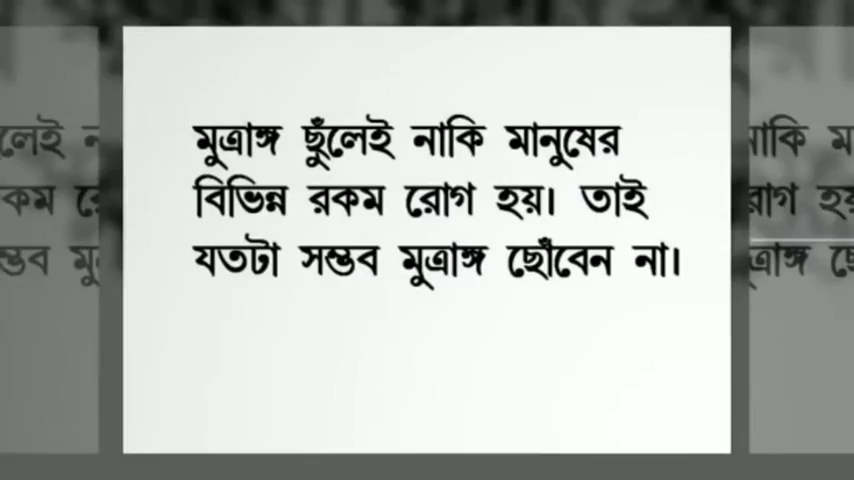 মুত্রাঙ্গ ছুঁলেই নাকি মানুষের
বিভিন্ন রকম রোগ হয়। তাই
যতটা সম্ভব মুত্রাঙ্গ ছোঁবেন না।